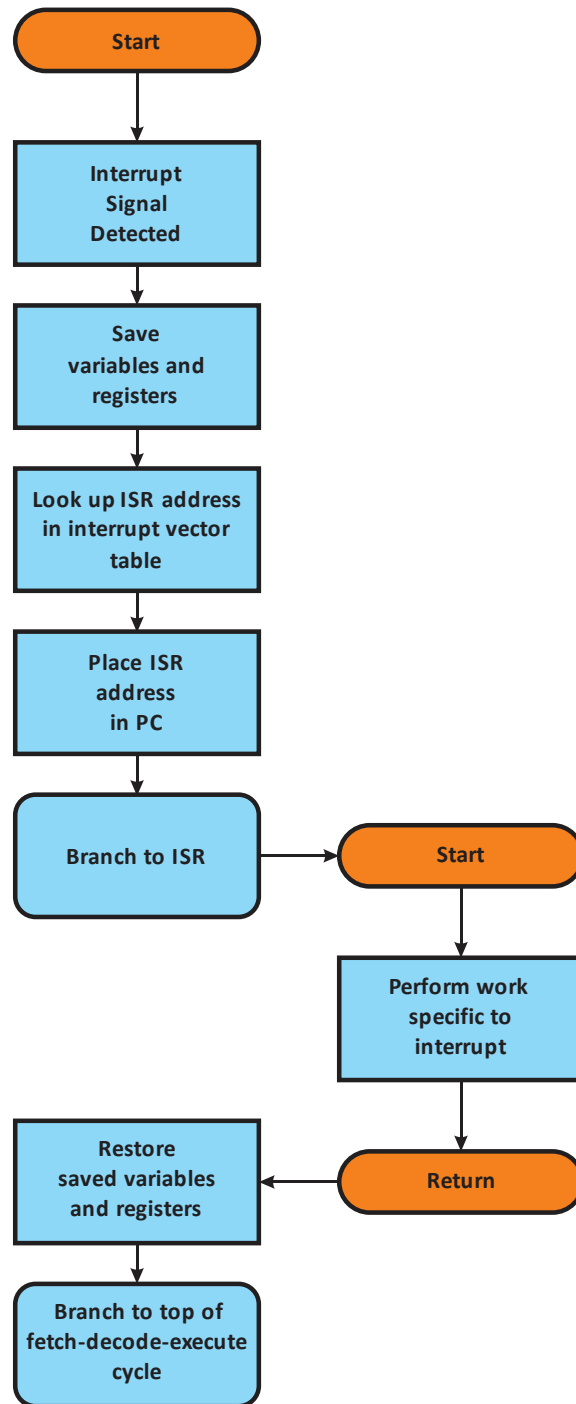 Start
Interrupt
Signal
Detected
Save
variables and
registers
Look up ISR address
in interrupt vector
table
Place ISR
address
in PC
Branch to ISR
Start
Perform work
specific to
interrupt
Return
Restore
saved variables
and registers
Branch to top of
fetch-decode-execute
cycle